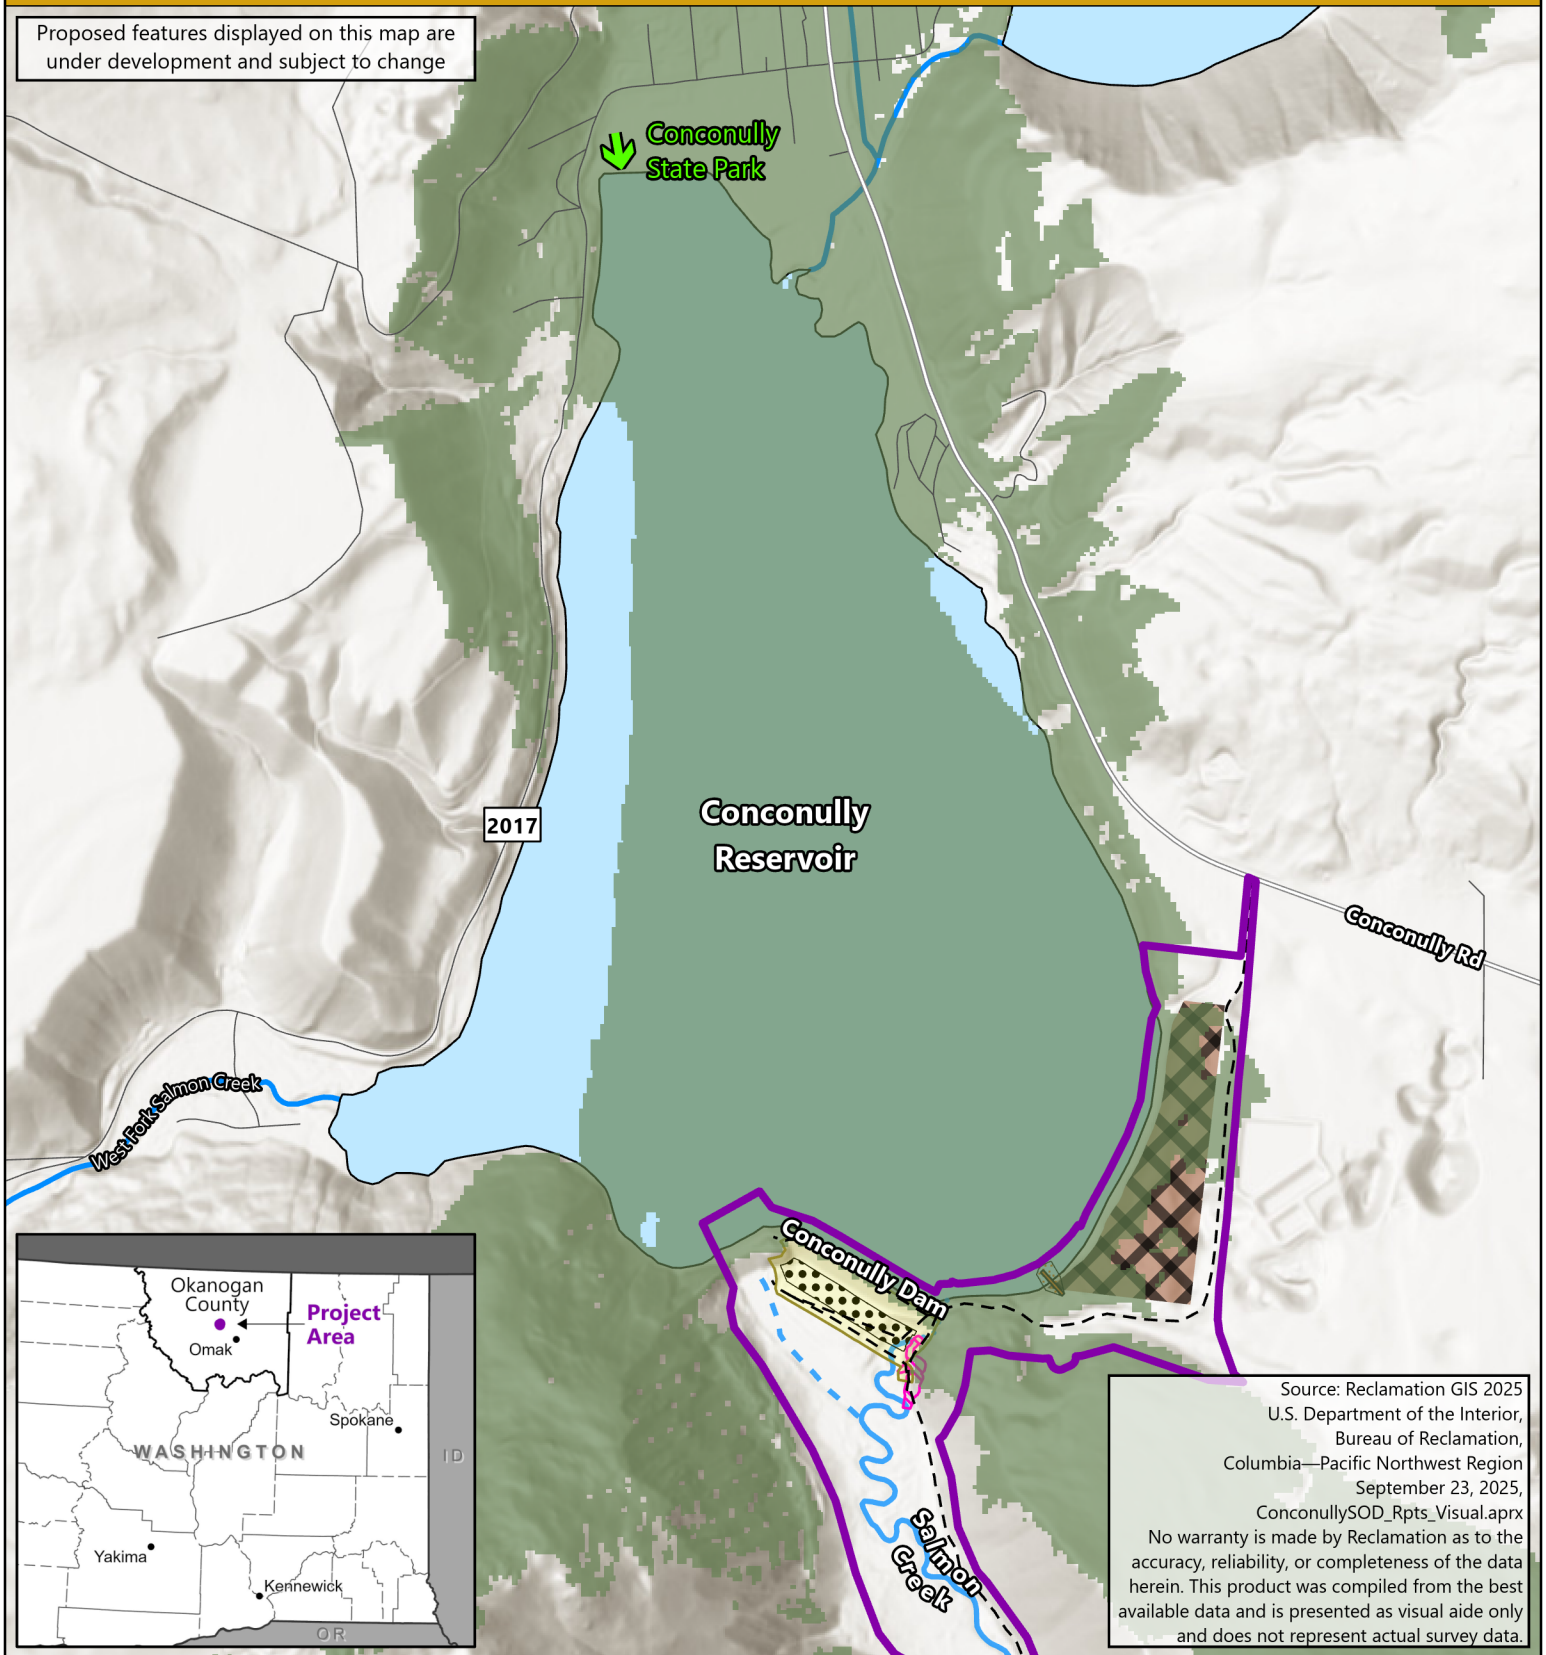 Proposed features displayed on this map are
under development and subject to change
Conconully
State Park
Conconully
Reservoir
2017
Conconully Rd
West Fork Salmon Creek
Conconully Dam
Salmon
Creek
Okanogan
County
Project
Area
Omak
Spokane
WASHINGTON
ID
Yakima
Kennewick
OR
Source: Reclamation GIS 2025
U.S. Department of the Interior,
Bureau of Reclamation,
Columbia—Pacific Northwest Region
September 23, 2025,
ConconullySOD_Rpts_Visual.aprx
No warranty is made by Reclamation as to the
accuracy, reliability, or completeness of the data
herein. This product was compiled from the best
available data and is presented as visual aide only
and does not represent actual survey data.